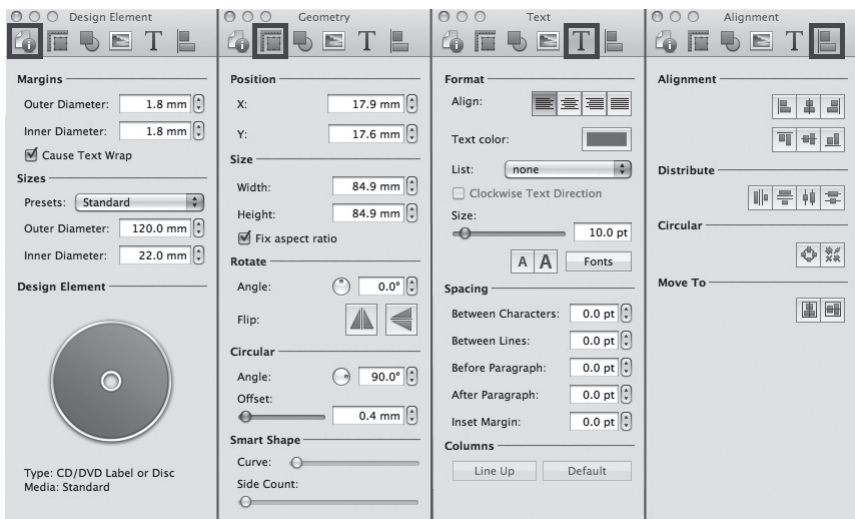 Design Element
Margins
Outer Diameter: 1.8 mm
Inner Diameter: 1.8 mm
Cause Text Wrap
Sizes
Presets: Standard
Outer Diameter: 120.0 mm
Inner Diameter: 22.0 mm
Design Element
Type: CD/DVD Label or Disc
Media: Standard
Geometry
Position
X: 17.9 mm
Y: 17.6 mm
Size
Width: 84.9 mm
Height: 84.9 mm
Fix aspect ratio
Rotate
Angle: 0.0°
Flip:
Circular
Angle: 90.0°
Offset:
0.4 mm
Smart Shape
Curve:
Side Count:
Text
T
Format
Align:
Text color:
List: none
Clockwise Text Direction
Size:
10.0 pt
A A Fonts
Spacing
Between Characters: 0.0 pt
Between Lines: 0.0 pt
Before Paragraph: 0.0 pt
After Paragraph: 0.0 pt
Inset Margin: 0.0 pt
Columns
Line Up Default
Alignment
Alignment
Distribute
Circular
Move To